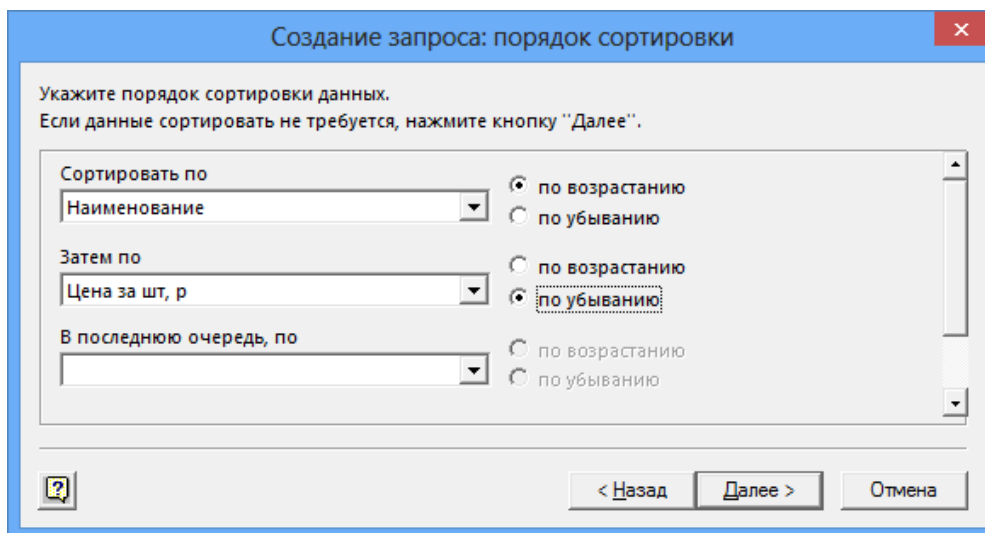 Создание запроса: порядок сортировки
×
Укажите порядок сортировки данных.
Если данные сортировать не требуется, нажмите кнопку "Далее".
Сортировать по
по возрастанию
Наименование
по убыванию
Затем по
по возрастанию
Цена за шт, р
по убыванию
В последнюю очередь, по
по возрастанию
по убыванию
?
< Назад
Далее >
Отмена